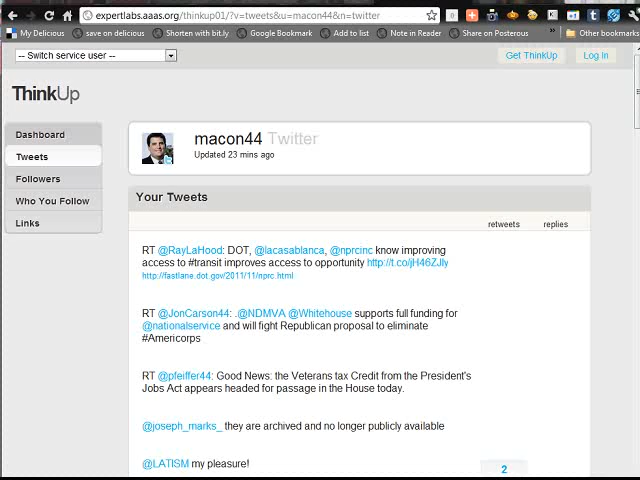 expertlabs.aaas.org/thinkup01/?v=tweets&u=macon44&n=twitter
My Delicious save on delicious Shorten with bit.ly Google Bookmark Add to list Note in Reader Share on Posterous » Other bookmarks
-- Switch service user -- Get ThinkUp Log In
ThinkUp
Dashboard
Tweets
Followers
Who You Follow
Links
macon44 Twitter
Updated 23 mins ago
Your Tweets
retweets replies
RT @RayLaHood: DOT, @lacasablanca, @nprcinc know improving
access to #transit improves access to opportunity http://t.co/jH46ZJly
http://fastlane.dot.gov/2011/11/nprc.html
RT @JonCarson44: .@NDMVA @Whitehouse supports full funding for
@nationalservice and will fight Republican proposal to eliminate
#Americorps
RT @pfeiffer44: Good News: the Veterans tax Credit from the President's
Jobs Act appears headed for passage in the House today.
@joseph_marks_ they are archived and no longer publicly available
@LATISM my pleasure!
2